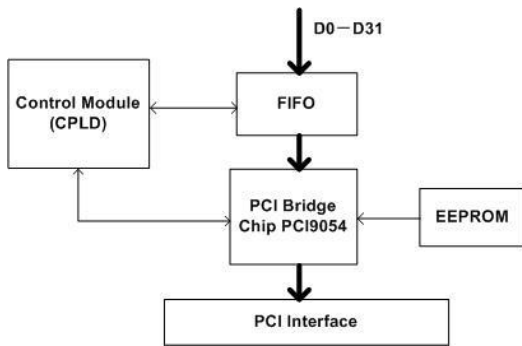 D0—D31
Control Module
(CPLD)
FIFO
PCI Bridge
Chip PCI9054
EEPROM
PCI Interface